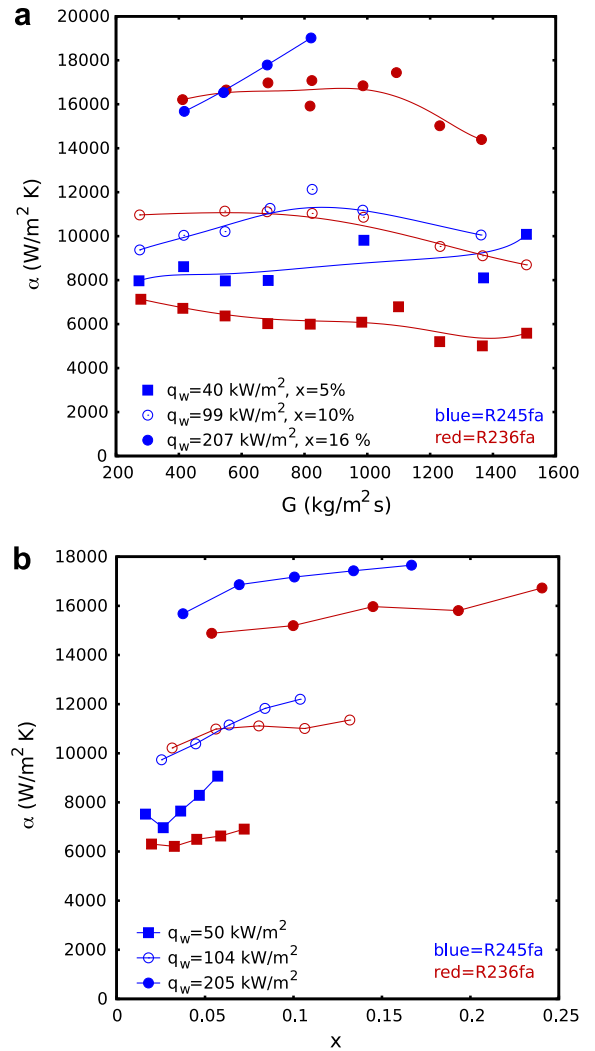 a
20000
18000
16000
14000
12000
10000
8000
6000
4000
2000
0
α (W/m² K)
q_w=40 kW/m², x=5%
q_w=99 kW/m², x=10%
q_w=207 kW/m², x=16 %
blue=R245fa
red=R236fa
200 400 600 800 1000 1200 1400 1600
G (kg/m²s)
b
18000
16000
14000
12000
10000
8000
6000
4000
2000
0
α (W/m² K)
q_w=50 kW/m²
q_w=104 kW/m²
q_w=205 kW/m²
blue=R245fa
red=R236fa
0 0.05 0.1 0.15 0.2 0.25
x